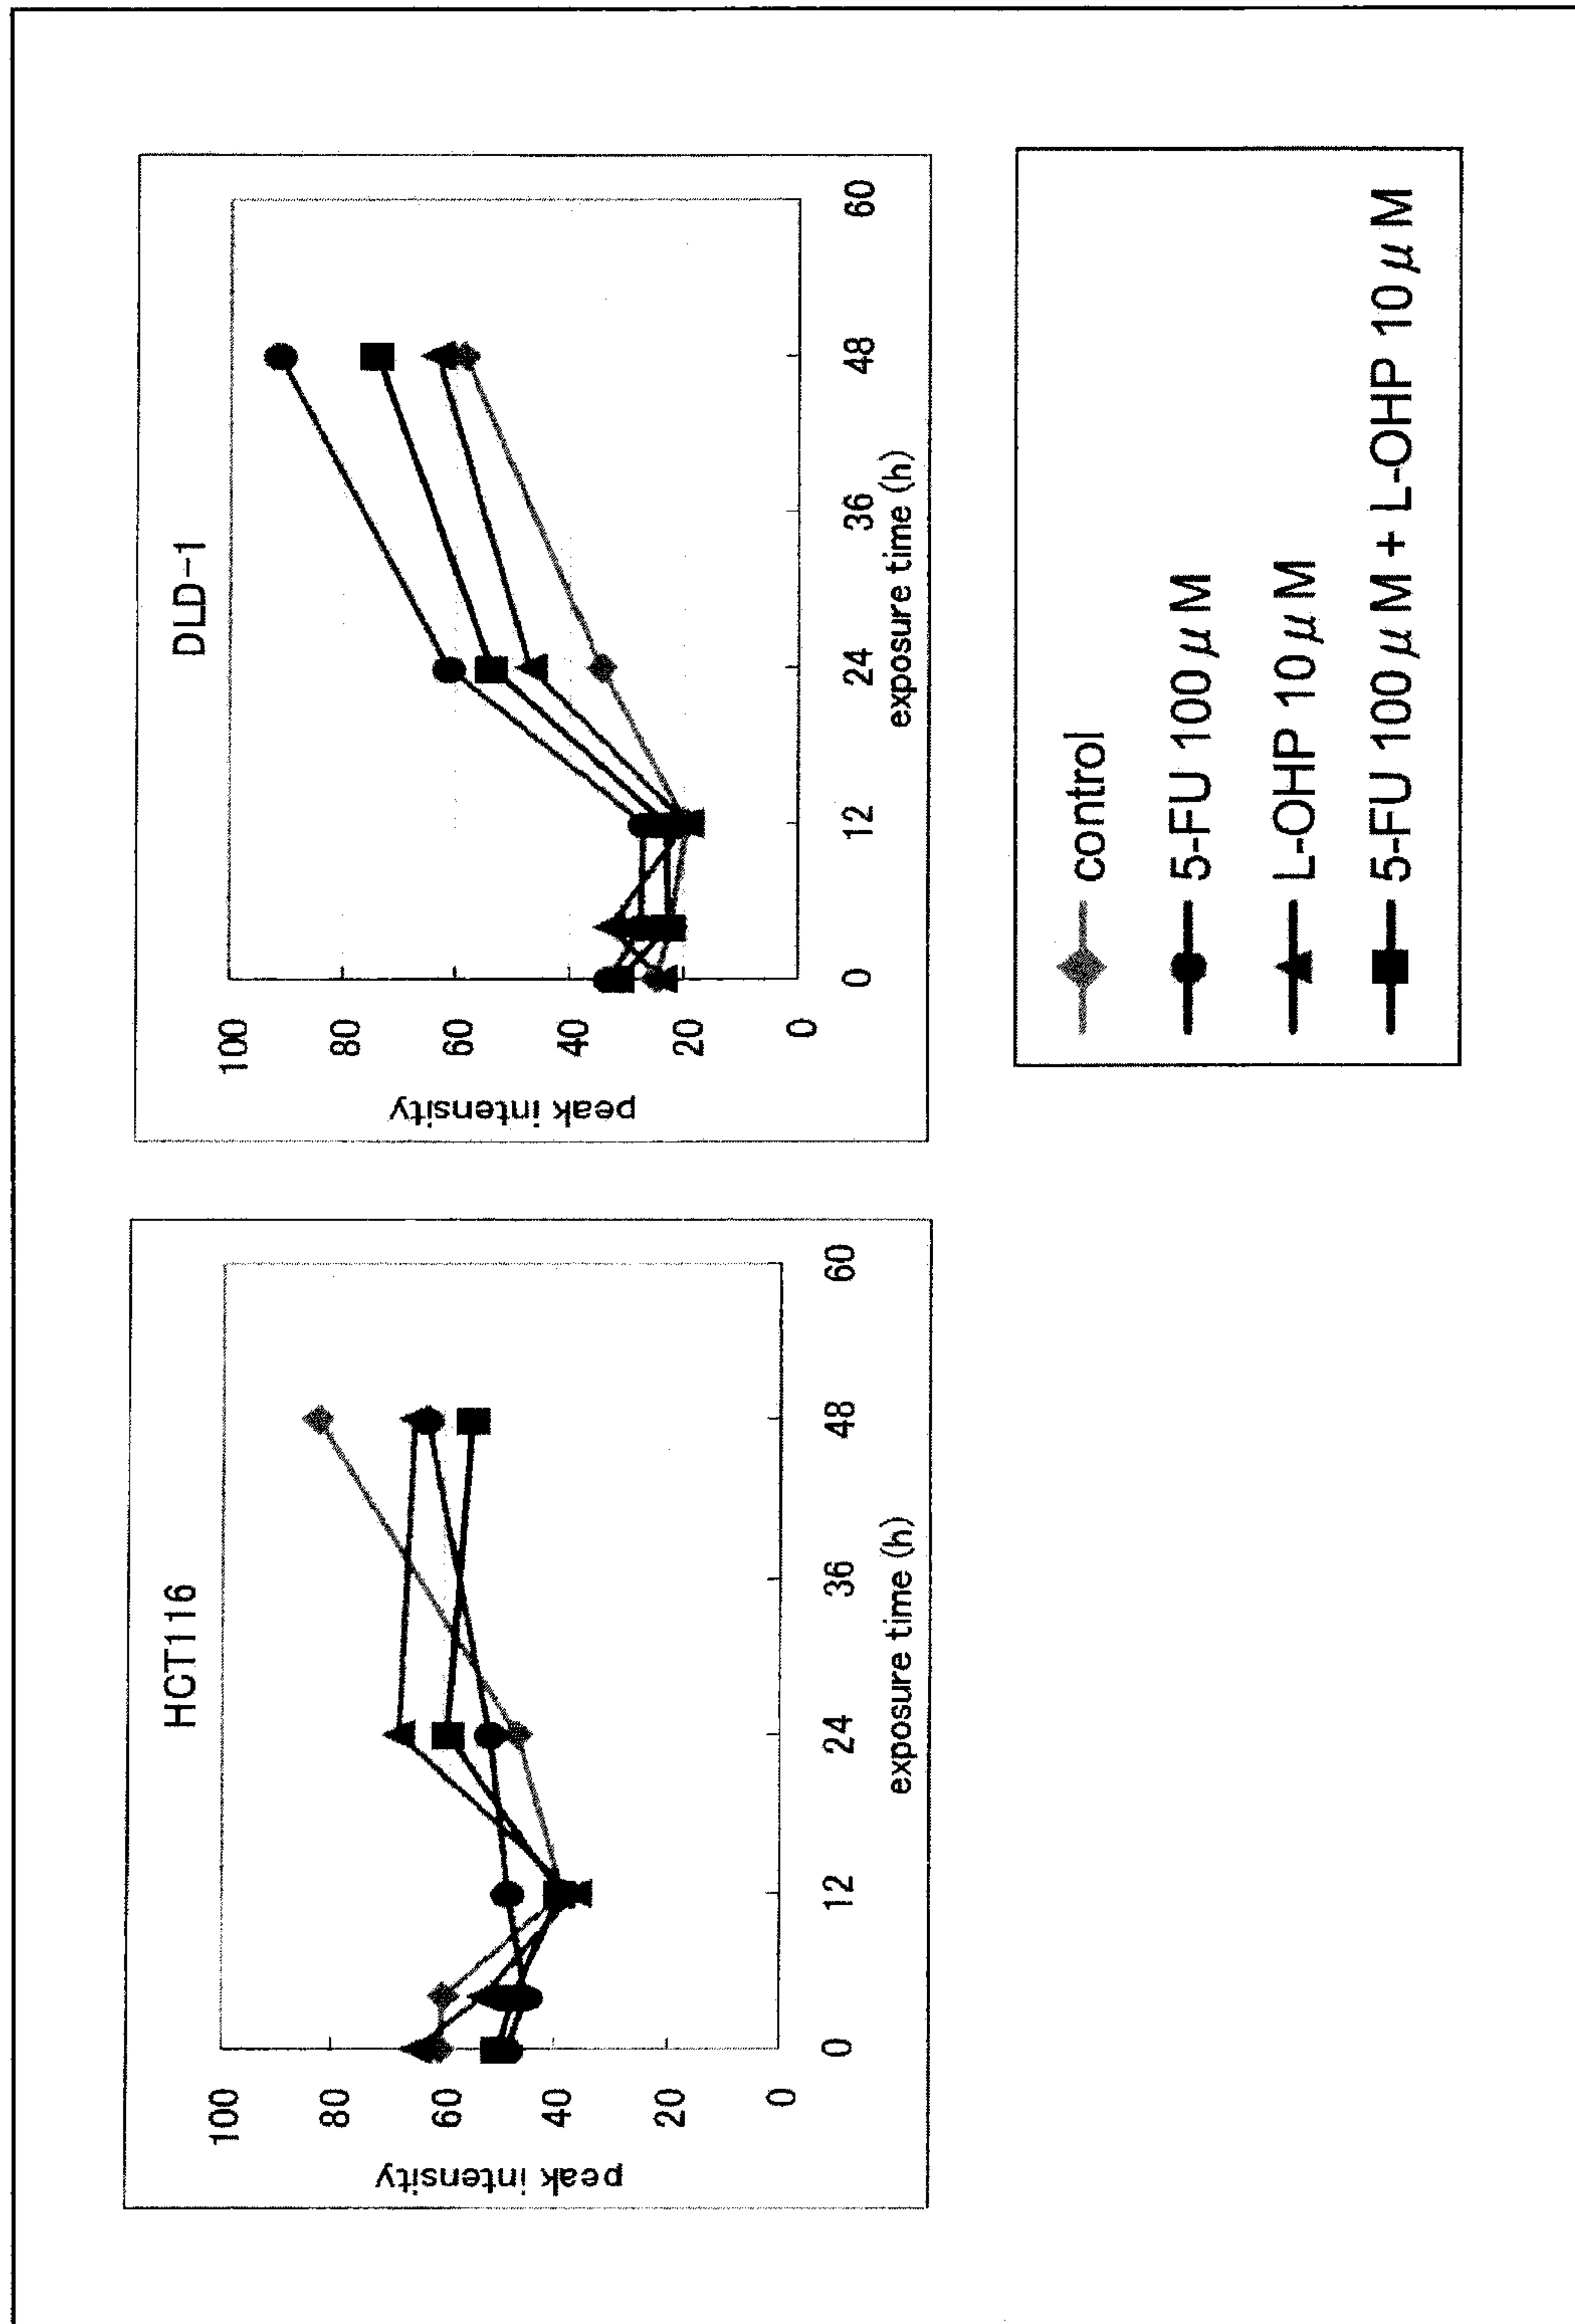 HCT116
peak intensity
100
80
60
40
20
0
0 12 24 36 48 60
exposure time (h)
DLD-1
peak intensity
100
80
60
40
20
0
0 12 24 36 48 60
exposure time (h)
control
5-FU 100 μ M
L-OHP 10 μ M
5-FU 100 μ M + L-OHP 10 μ M